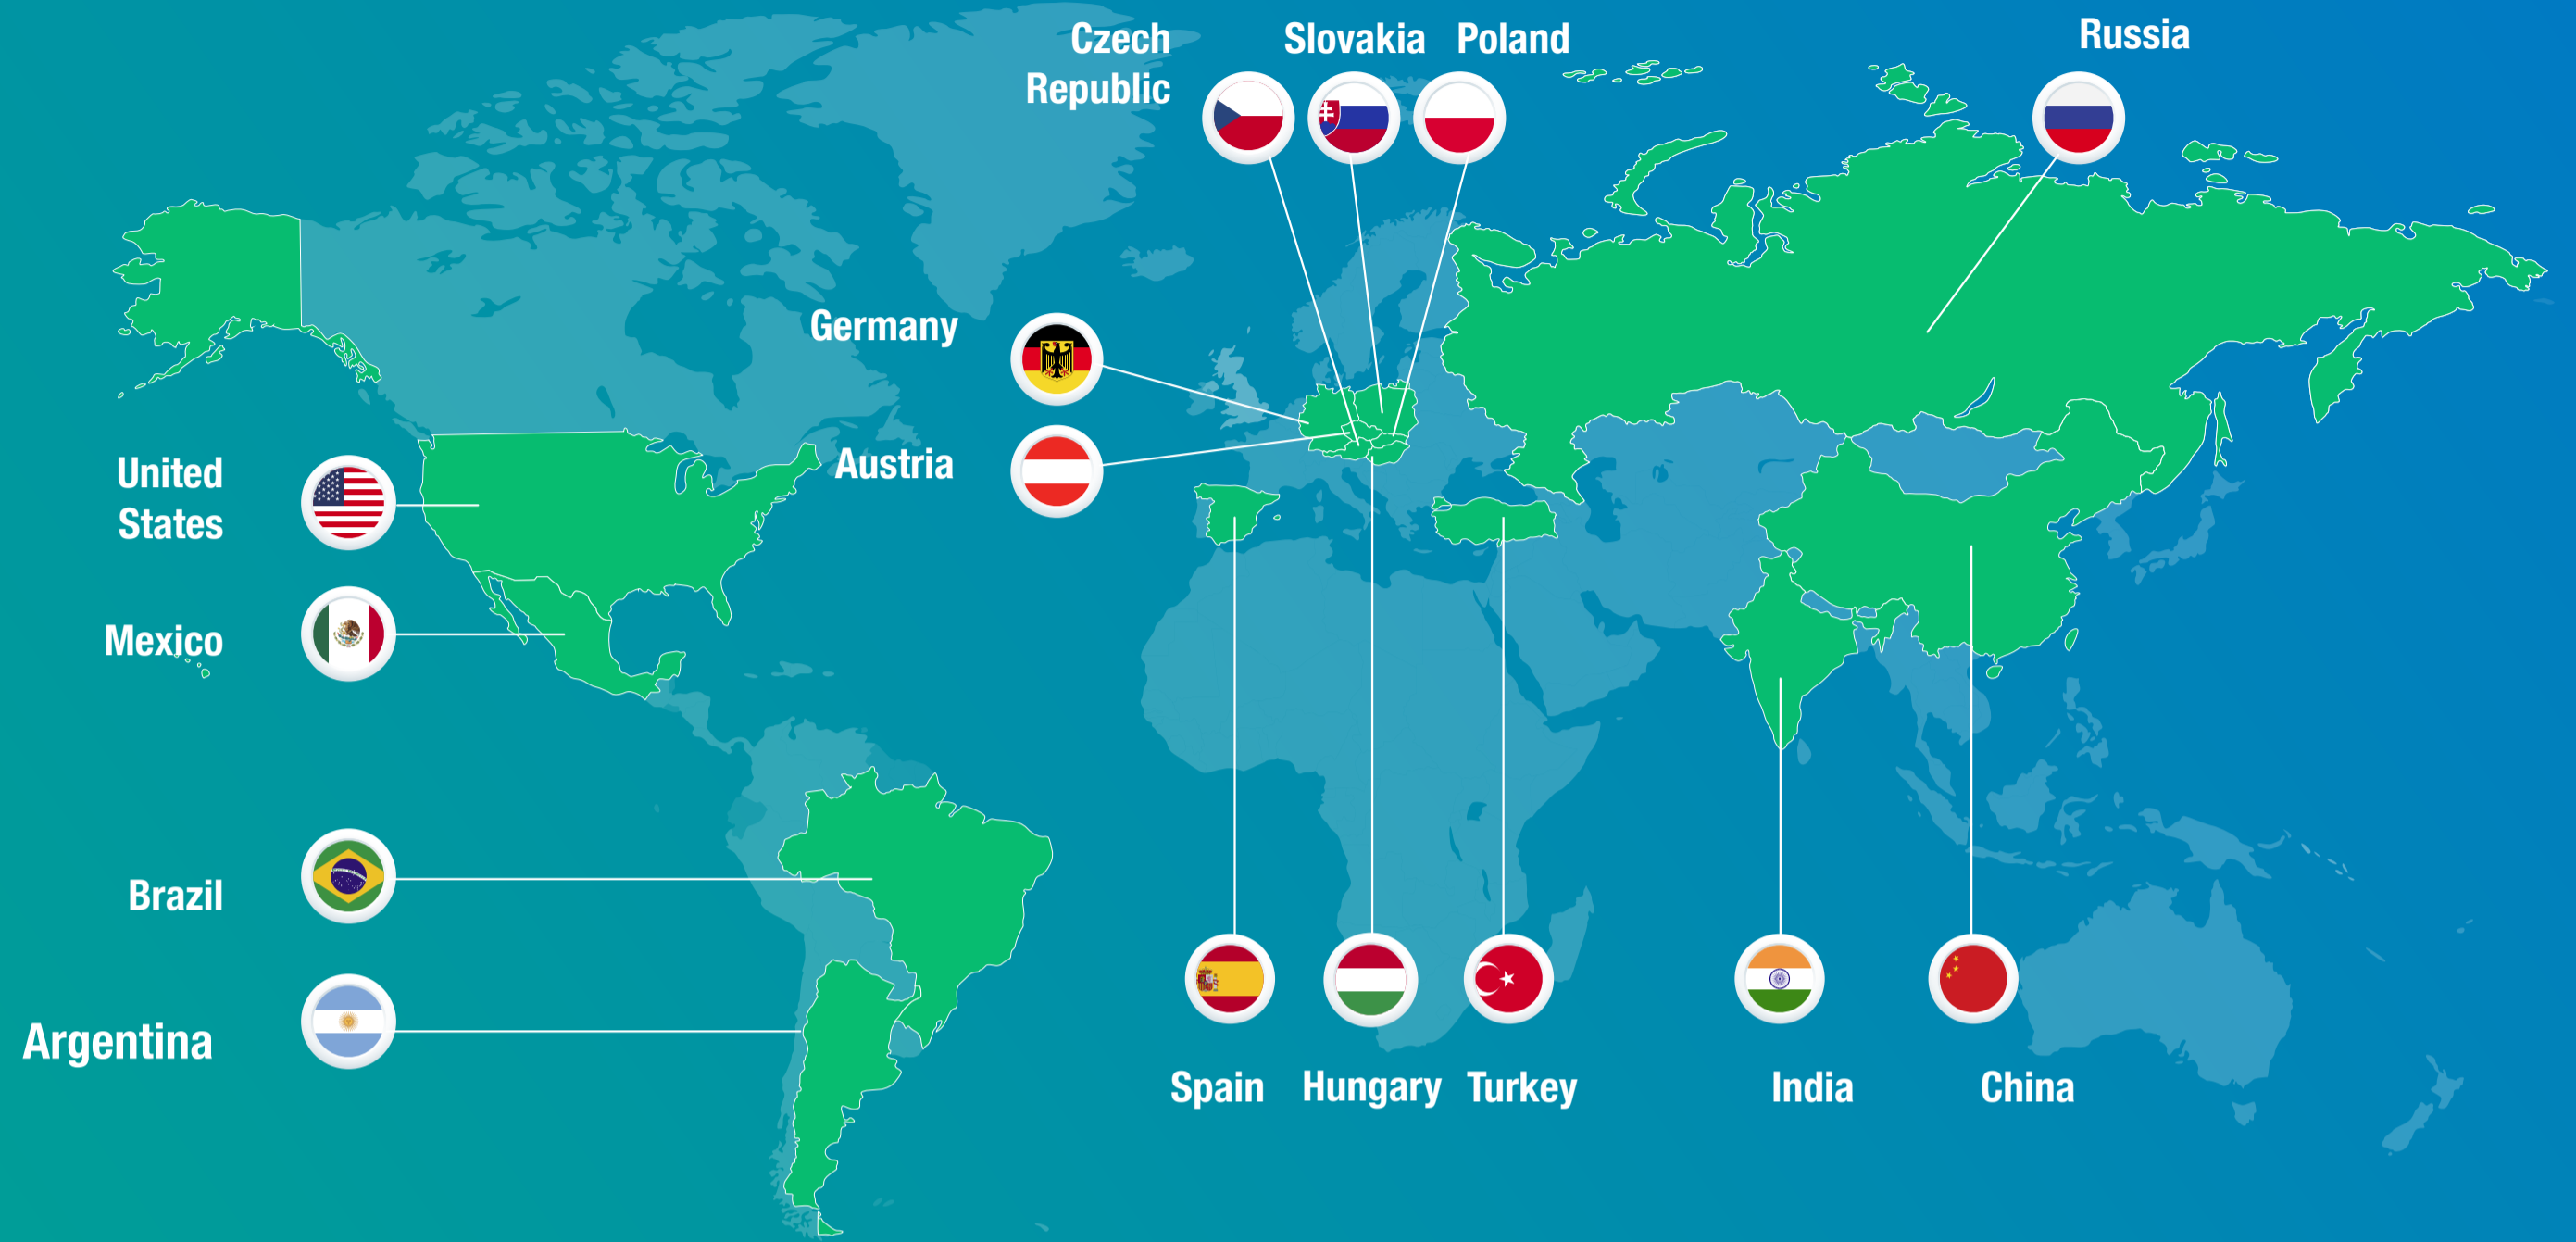 Czech
Republic
Slovakia
Poland
Russia
Germany
Austria
United
States
Mexico
Brazil
Argentina
Spain
Hungary
Turkey
India
China